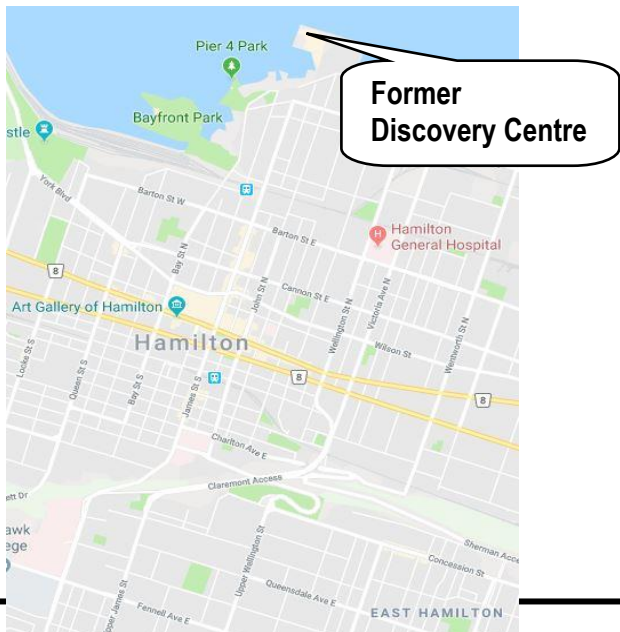 Pier 4 Park
Former
Discovery Centre
Bayfront Park
stle
York Blvd
Barton St W
Barton St E
Hamilton
General Hospital
Bay St N
8
Art Gallery of Hamilton
John St N
Cannon St E
Wellington St N
Victoria Ave N
Wentworth St N
Hamilton
Wilson St
Locke St S
Queen St S
Bay St S
James St S
8
8
Charlton Ave E
Claremont Access
ett Dr
awk
ege
Sherman Acce
Concession St
Upper Wellington St
Queensdale Ave E
Fennell Ave E
pper James St
EAST HAMILTON
H